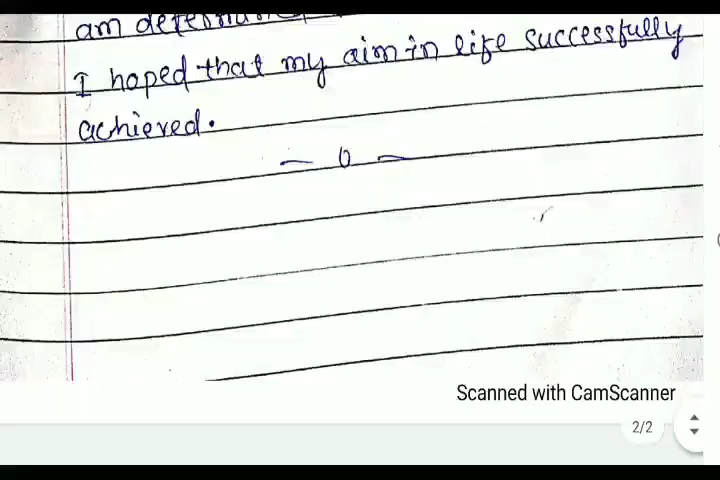 am
I hoped that my aim in life successfully
achieved.
— 0 —
Scanned with CamScanner
2/2